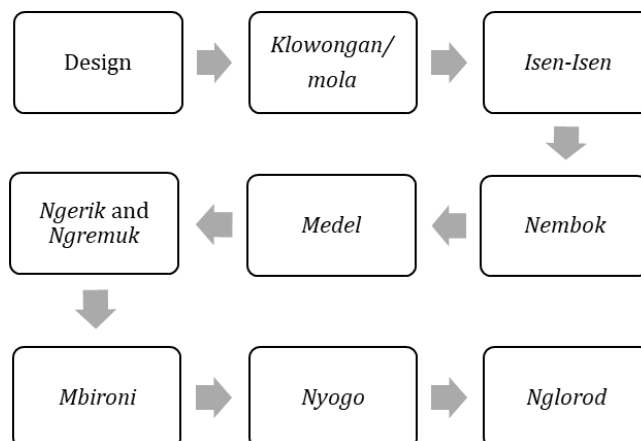 Design
Klowongan/
mola
Isen-Isen
Nembok
Medel
Ngerik and
Ngremuk
Mbironi
Nyogo
Nglorod